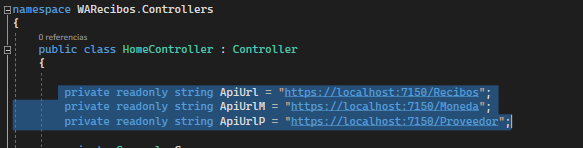 namespace WARecibos.Controllers
{
0 referencias
public class HomeController : Controller
{
private readonly string ApiUrl = "https://localhost:7150/Recibos";
private readonly string ApiUrlM = "https://localhost:7150/Moneda";
private readonly string ApiUrlP = "https://localhost:7150/Proveedor";